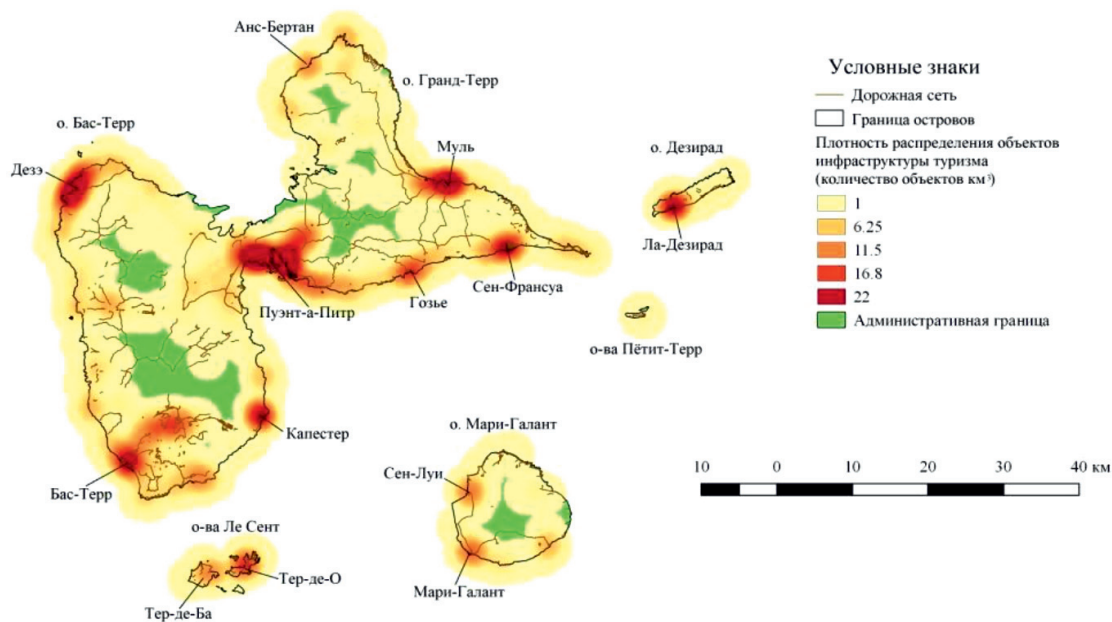 Анс-Бертан
о. Гранд-Терр
о. Бас-Терр
Дезэ
Муль
о. Дезирад
Ла-Дезирад
Пуэнт-а-Питр
Гозье
Сен-Франсуа
о-ва Пётит-Терр
Капестер
Бас-Терр
о. Мари-Галант
Сен-Луи
Мари-Галант
о-ва Ле Сент
Тер-де-О
Тер-де-Ба
Условные знаки
Дорожная сеть
Граница островов
Плотность распределения объектов
инфраструктуры туризма
(количество объектов км³)
1
6.25
11.5
16.8
22
Административная граница
10 0 10 20 30 40 км